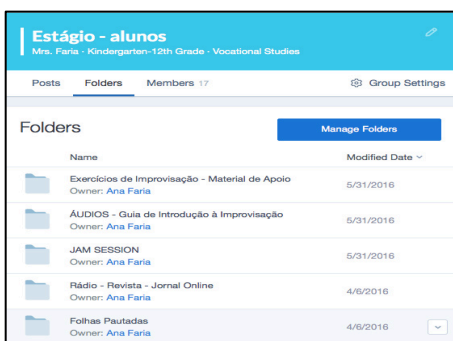 Estágio - alunos
Mrs. Faria - Kindergarten-12th Grade - Vocational Studies
Posts Folders Members 17 Group Settings
Folders Manage Folders
Name Modified Date
Exercícios de Improvisação - Material de Apoio
Owner: Ana Faria 5/31/2016
ÁUDIOS - Guia de Introdução à Improvisação
Owner: Ana Faria 5/31/2016
JAM SESSION
Owner: Ana Faria 5/31/2016
Rádio - Revista - Jornal Online
Owner: Ana Faria 4/6/2016
Folhas Pautadas
Owner: Ana Faria 4/6/2016